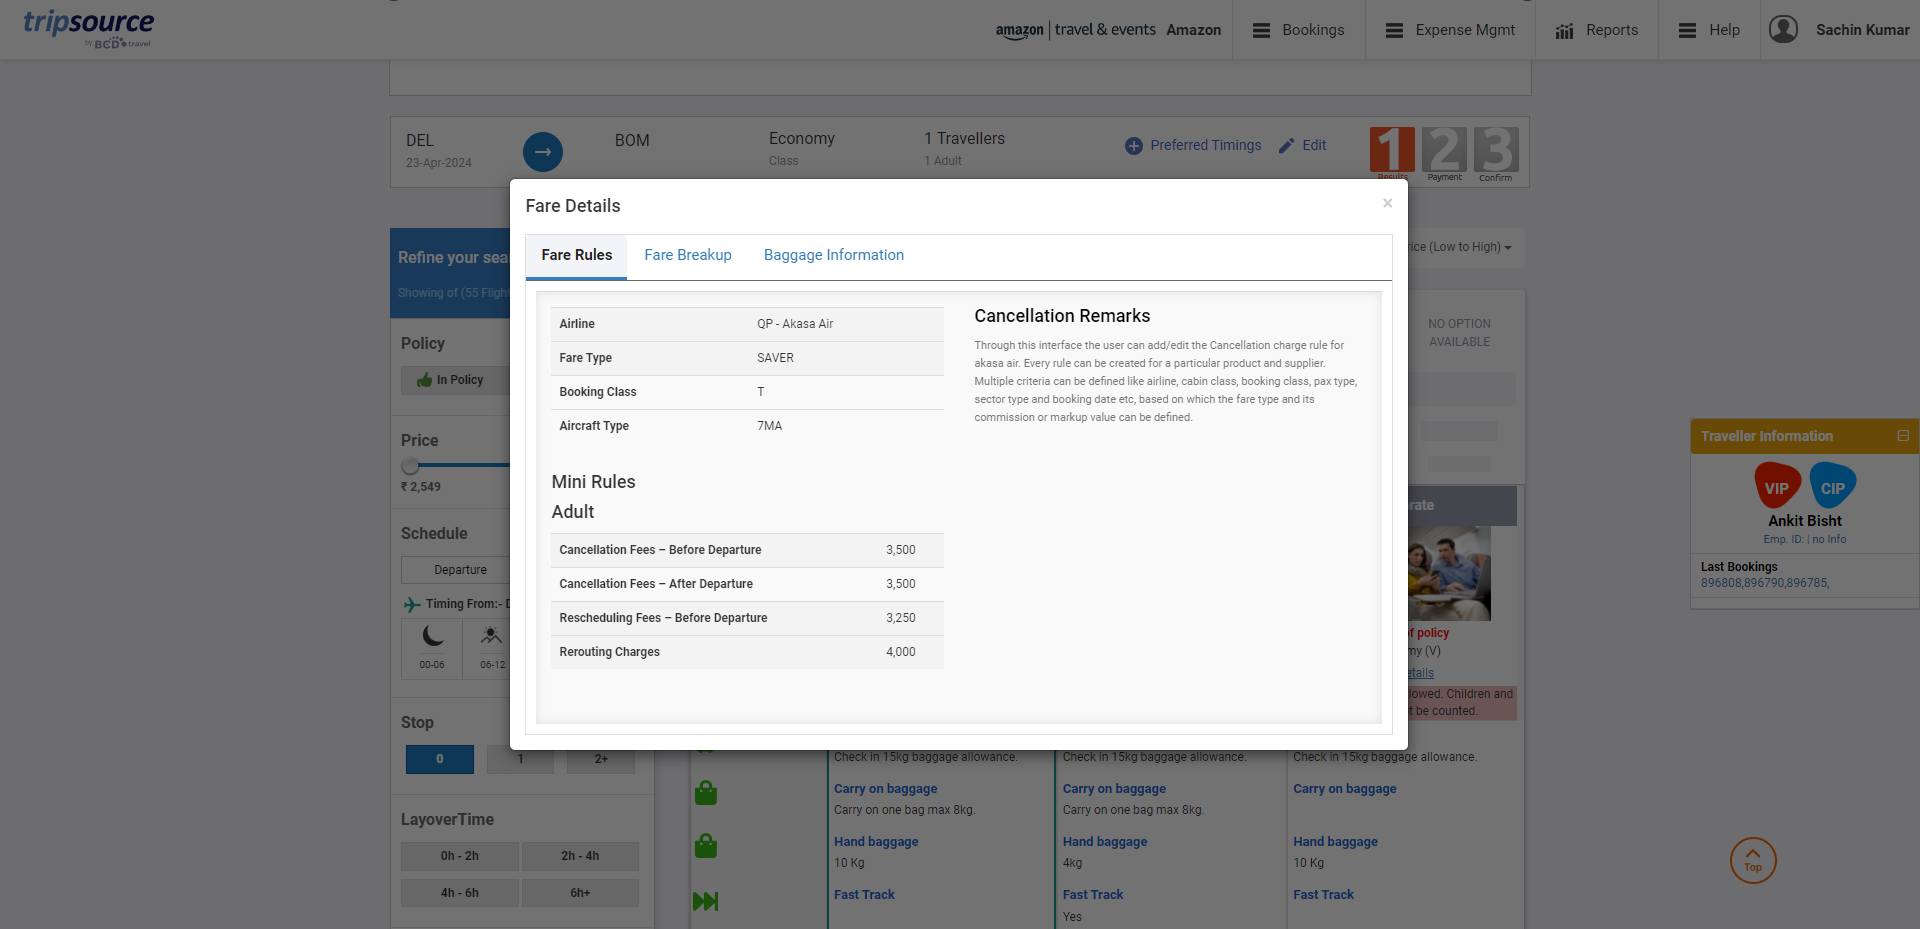 tripsource
by BCD travel
amazon | travel & events Amazon
Bookings
Expense Mgmt
Reports
Help
Sachin Kumar
DEL
23-Apr-2024
BOM
Economy
Class
1 Travellers
1 Adult
Preferred Timings
Edit
1 2 3
Results
Payment
Confirm
Fare Details
×
Fare Rules
Fare Breakup
Baggage Information
Airline QP - Akasa Air
Fare Type SAVER
Booking Class T
Aircraft Type 7MA
Mini Rules
Adult
Cancellation Fees – Before Departure 3,500
Cancellation Fees – After Departure 3,500
Rescheduling Fees – Before Departure 3,250
Rerouting Charges 4,000
Cancellation Remarks
Through this interface the user can add/edit the Cancellation charge rule for
akasa air. Every rule can be created for a particular product and supplier.
Multiple criteria can be defined like airline, cabin class, booking class, pax type,
sector type and booking date etc, based on which the fare type and its
commission or markup value can be defined.
Refine your sea
Showing of (55 Flight
Policy
In Policy
Price
₹ 2,549
Schedule
Departure
Timing From:- D
00-06
06-12
Stop
0
1
2+
LayoverTime
0h - 2h
2h - 4h
4h - 6h
6h+
rice (Low to High)
NO OPTION
AVAILABLE
rate
f policy
my (V)
etails
lowed. Children and
t be counted.
Check in 15kg baggage allowance.
Check in 15kg baggage allowance.
Check in 15kg baggage allowance.
Carry on baggage
Carry on baggage
Carry on baggage
Carry on one bag max 8kg.
Carry on one bag max 8kg.
Hand baggage
Hand baggage
Hand baggage
10 Kg
4kg
10 Kg
Fast Track
Fast Track
Fast Track
Yes
Traveller Information
VIP
CIP
Ankit Bisht
Emp. ID: | no Info
Last Bookings
896808,896790,896785,
Top